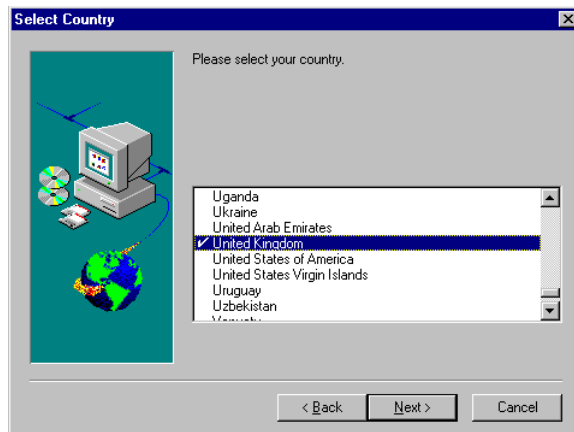 Select Country
Please select your country.
Uganda
Ukraine
United Arab Emirates
United Kingdom
United States of America
United States Virgin Islands
Uruguay
Uzbekistan
< Back
Next >
Cancel